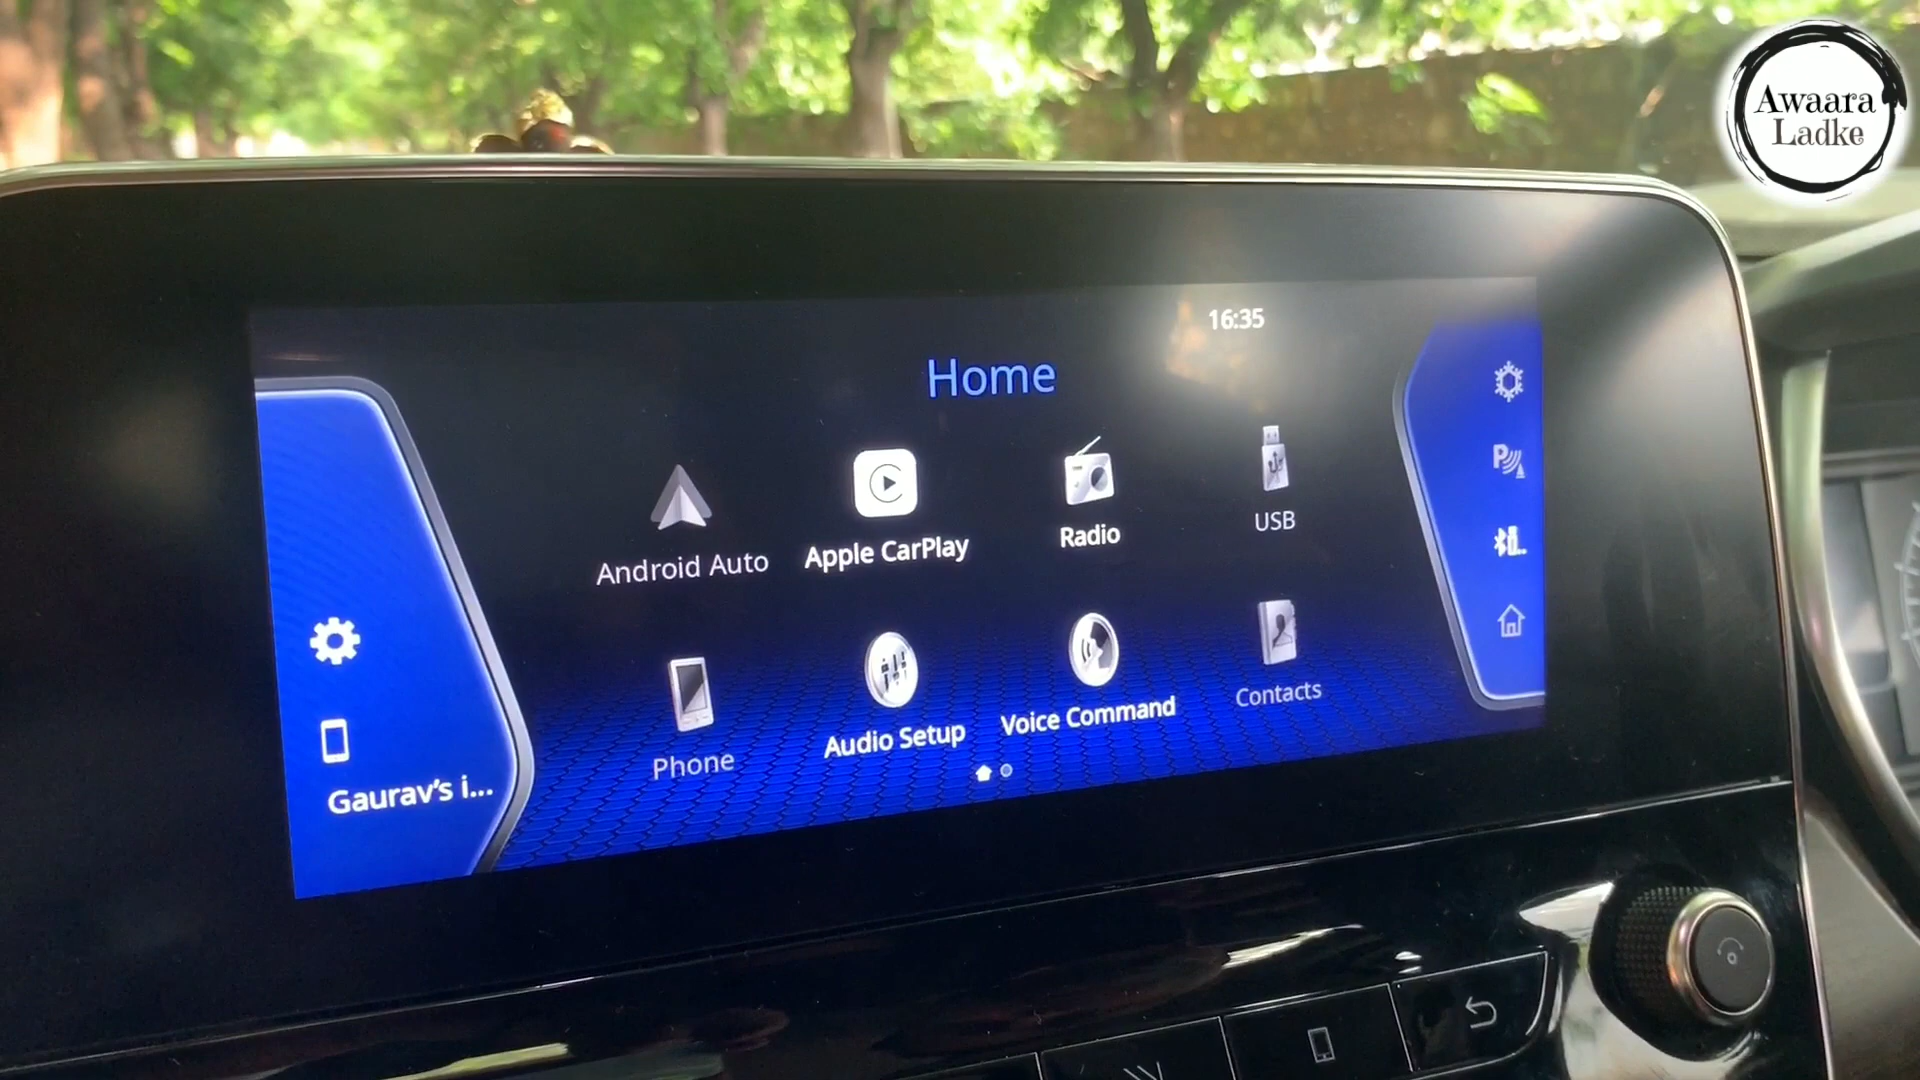 Awaara
Ladke
16:35
Home
Android Auto
Apple CarPlay
Radio
USB
Phone
Audio Setup
Voice Command
Contacts
Gaurav's i...
P